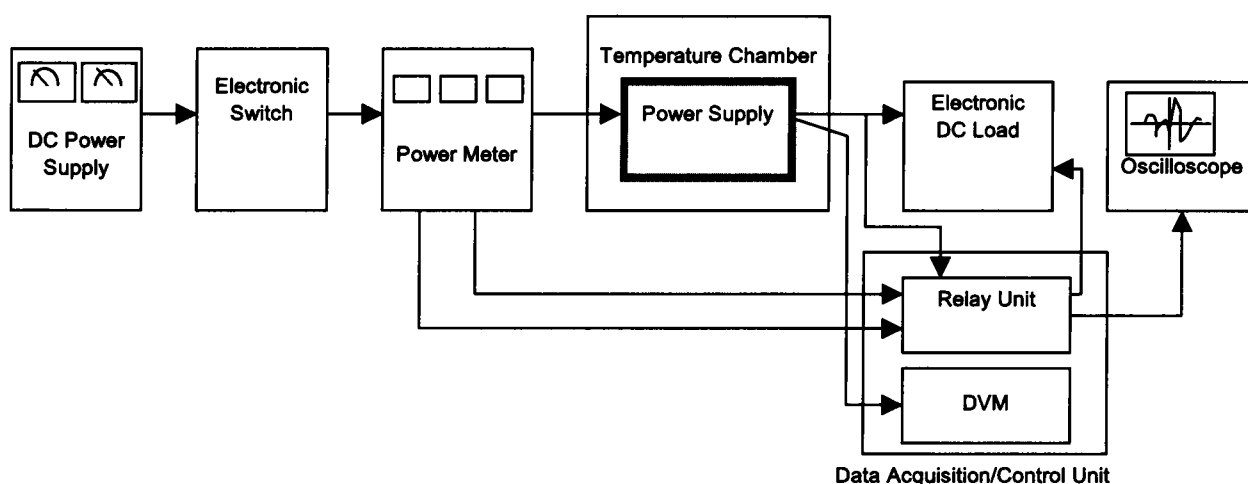 DC Power
Supply
Electronic
Switch
Power Meter
Temperature Chamber
Power Supply
Electronic
DC Load
Oscilloscope
Relay Unit
DVM
Data Acquisition/Control Unit